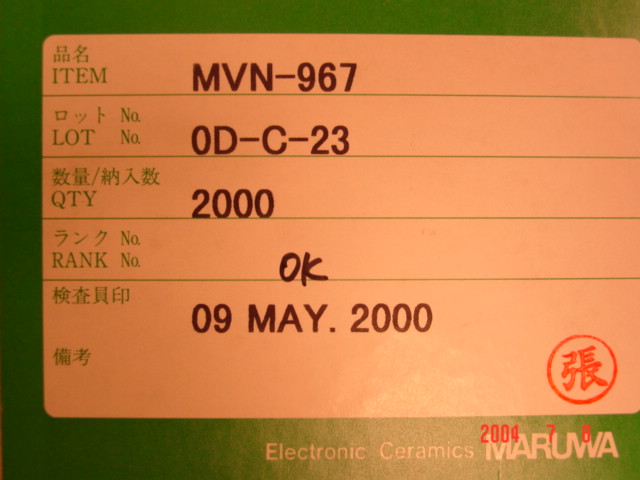 品名
ITEM MVN-967
ロット No.
LOT No. 0D-C-23
数量/納入数
QTY 2000
ランク No.
RANK No. OK
検査員印
09 MAY. 2000
備考
張
2004 7 8
Electronic Ceramics MARUWA